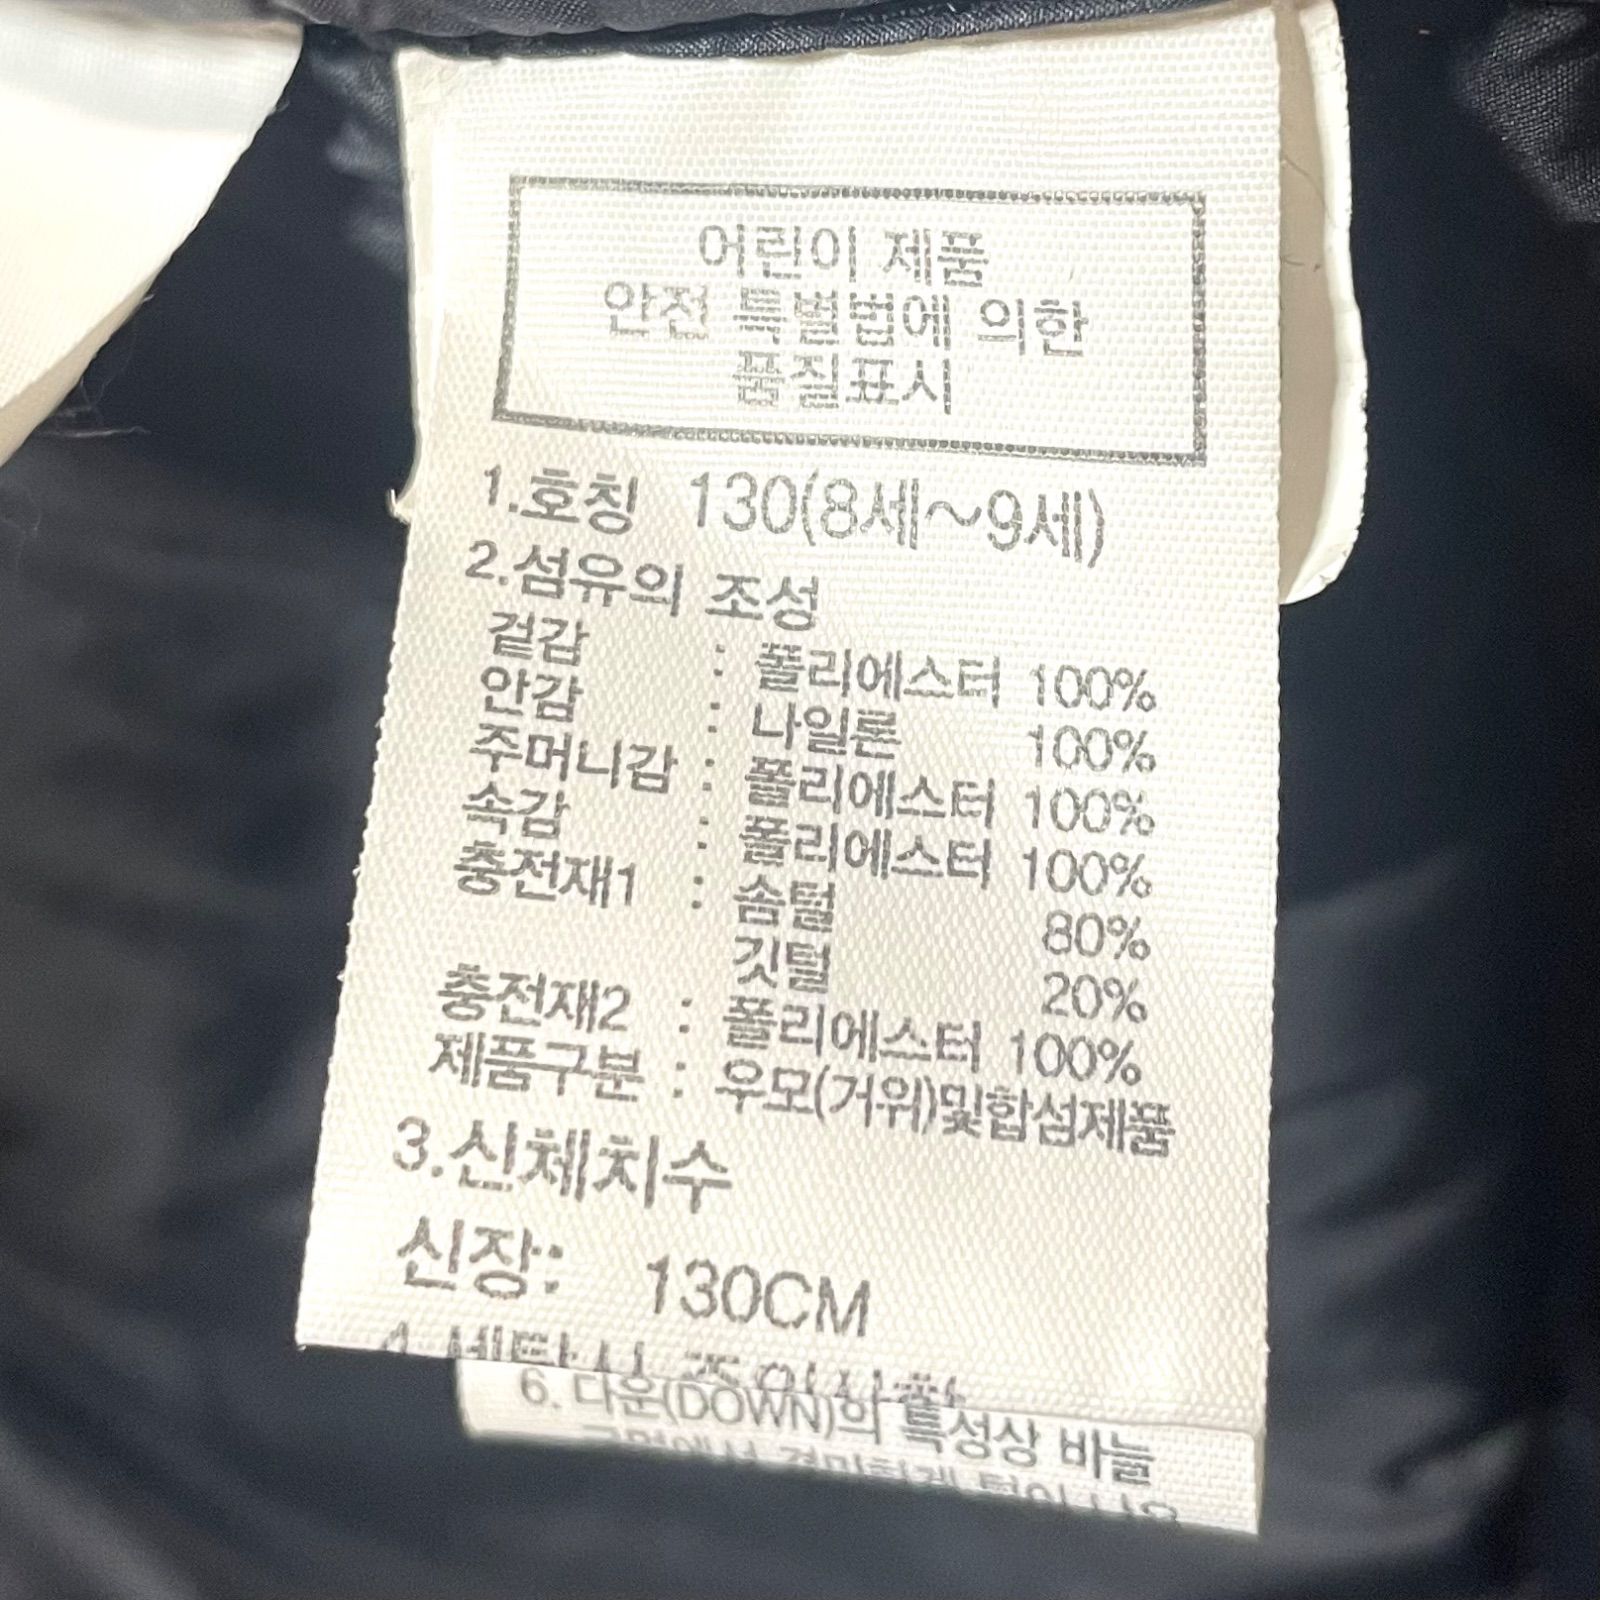 어린이 제품
안전 특별법에 의한
품질표시
1.호칭 130(8세~9세)
2.섬유의 조성
겉감 : 폴리에스터 100%
안감 : 나일론 100%
주머니감 : 폴리에스터 100%
속감 : 폴리에스터 100%
충전재1 : 솜털 80%
깃털 20%
충전재2 : 폴리에스터 100%
제품구분 : 우모(거위)및합섬제품
3.신체치수
신장: 130CM
6. 다운(DOWN)의 특성상 바늘